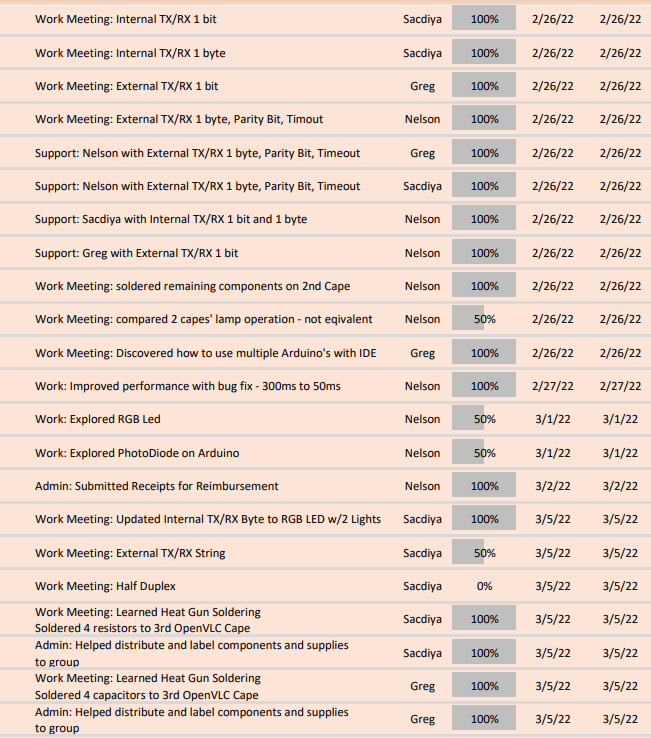 Work Meeting: Internal TX/RX 1 bit Sacdiya 100% 2/26/22 2/26/22
Work Meeting: Internal TX/RX 1 byte Sacdiya 100% 2/26/22 2/26/22
Work Meeting: External TX/RX 1 bit Greg 100% 2/26/22 2/26/22
Work Meeting: External TX/RX 1 byte, Parity Bit, Timout Nelson 100% 2/26/22 2/26/22
Support: Nelson with External TX/RX 1 byte, Parity Bit, Timeout Greg 100% 2/26/22 2/26/22
Support: Nelson with External TX/RX 1 byte, Parity Bit, Timeout Sacdiya 100% 2/26/22 2/26/22
Support: Sacdiya with Internal TX/RX 1 bit and 1 byte Nelson 100% 2/26/22 2/26/22
Support: Greg with External TX/RX 1 bit Nelson 100% 2/26/22 2/26/22
Work Meeting: soldered remaining components on 2nd Cape Nelson 100% 2/26/22 2/26/22
Work Meeting: compared 2 capes' lamp operation - not eqivalent Nelson 50% 2/26/22 2/26/22
Work Meeting: Discovered how to use multiple Arduino's with IDE Greg 100% 2/26/22 2/26/22
Work: Improved performance with bug fix - 300ms to 50ms Nelson 100% 2/27/22 2/27/22
Work: Explored RGB Led Nelson 50% 3/1/22 3/1/22
Work: Explored PhotoDiode on Arduino Nelson 50% 3/1/22 3/1/22
Admin: Submitted Receipts for Reimbursement Nelson 100% 3/2/22 3/2/22
Work Meeting: Updated Internal TX/RX Byte to RGB LED w/2 Lights Sacdiya 100% 3/5/22 3/5/22
Work Meeting: External TX/RX String Sacdiya 50% 3/5/22 3/5/22
Work Meeting: Half Duplex Sacdiya 0% 3/5/22 3/5/22
Work Meeting: Learned Heat Gun Soldering
Soldered 4 resistors to 3rd OpenVLC Cape Sacdiya 100% 3/5/22 3/5/22
Admin: Helped distribute and label components and supplies
to group Sacdiya 100% 3/5/22 3/5/22
Work Meeting: Learned Heat Gun Soldering
Soldered 4 capacitors to 3rd OpenVLC Cape Greg 100% 3/5/22 3/5/22
Admin: Helped distribute and label components and supplies
to group Greg 100% 3/5/22 3/5/22